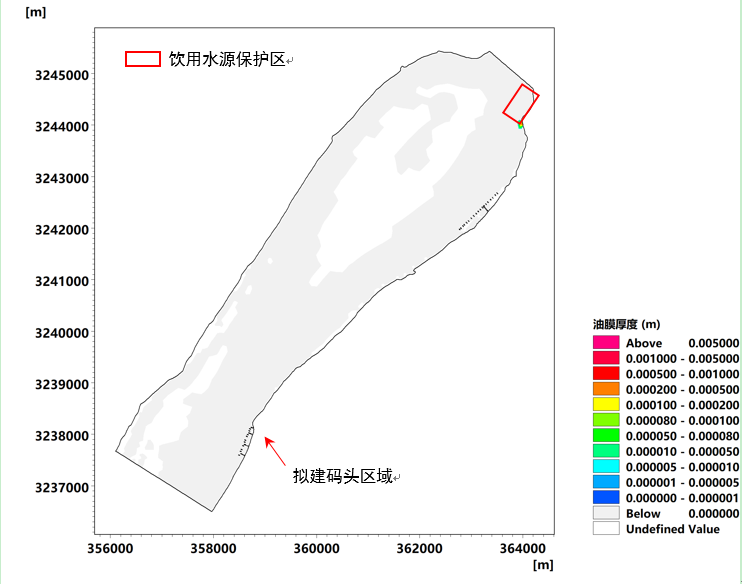 [m]
饮用水源保护区
3245000
3244000
3243000
3242000
3241000
3240000
3239000
3238000
3237000
拟建码头区域
356000 358000 360000 362000 364000
[m]
油膜厚度 (m)
Above 0.005000
0.001000 - 0.005000
0.000500 - 0.001000
0.000200 - 0.000500
0.000100 - 0.000200
0.000080 - 0.000100
0.000050 - 0.000080
0.000010 - 0.000050
0.000005 - 0.000010
0.000001 - 0.000005
0.000000 - 0.000001
Below 0.000000
Undefined Value